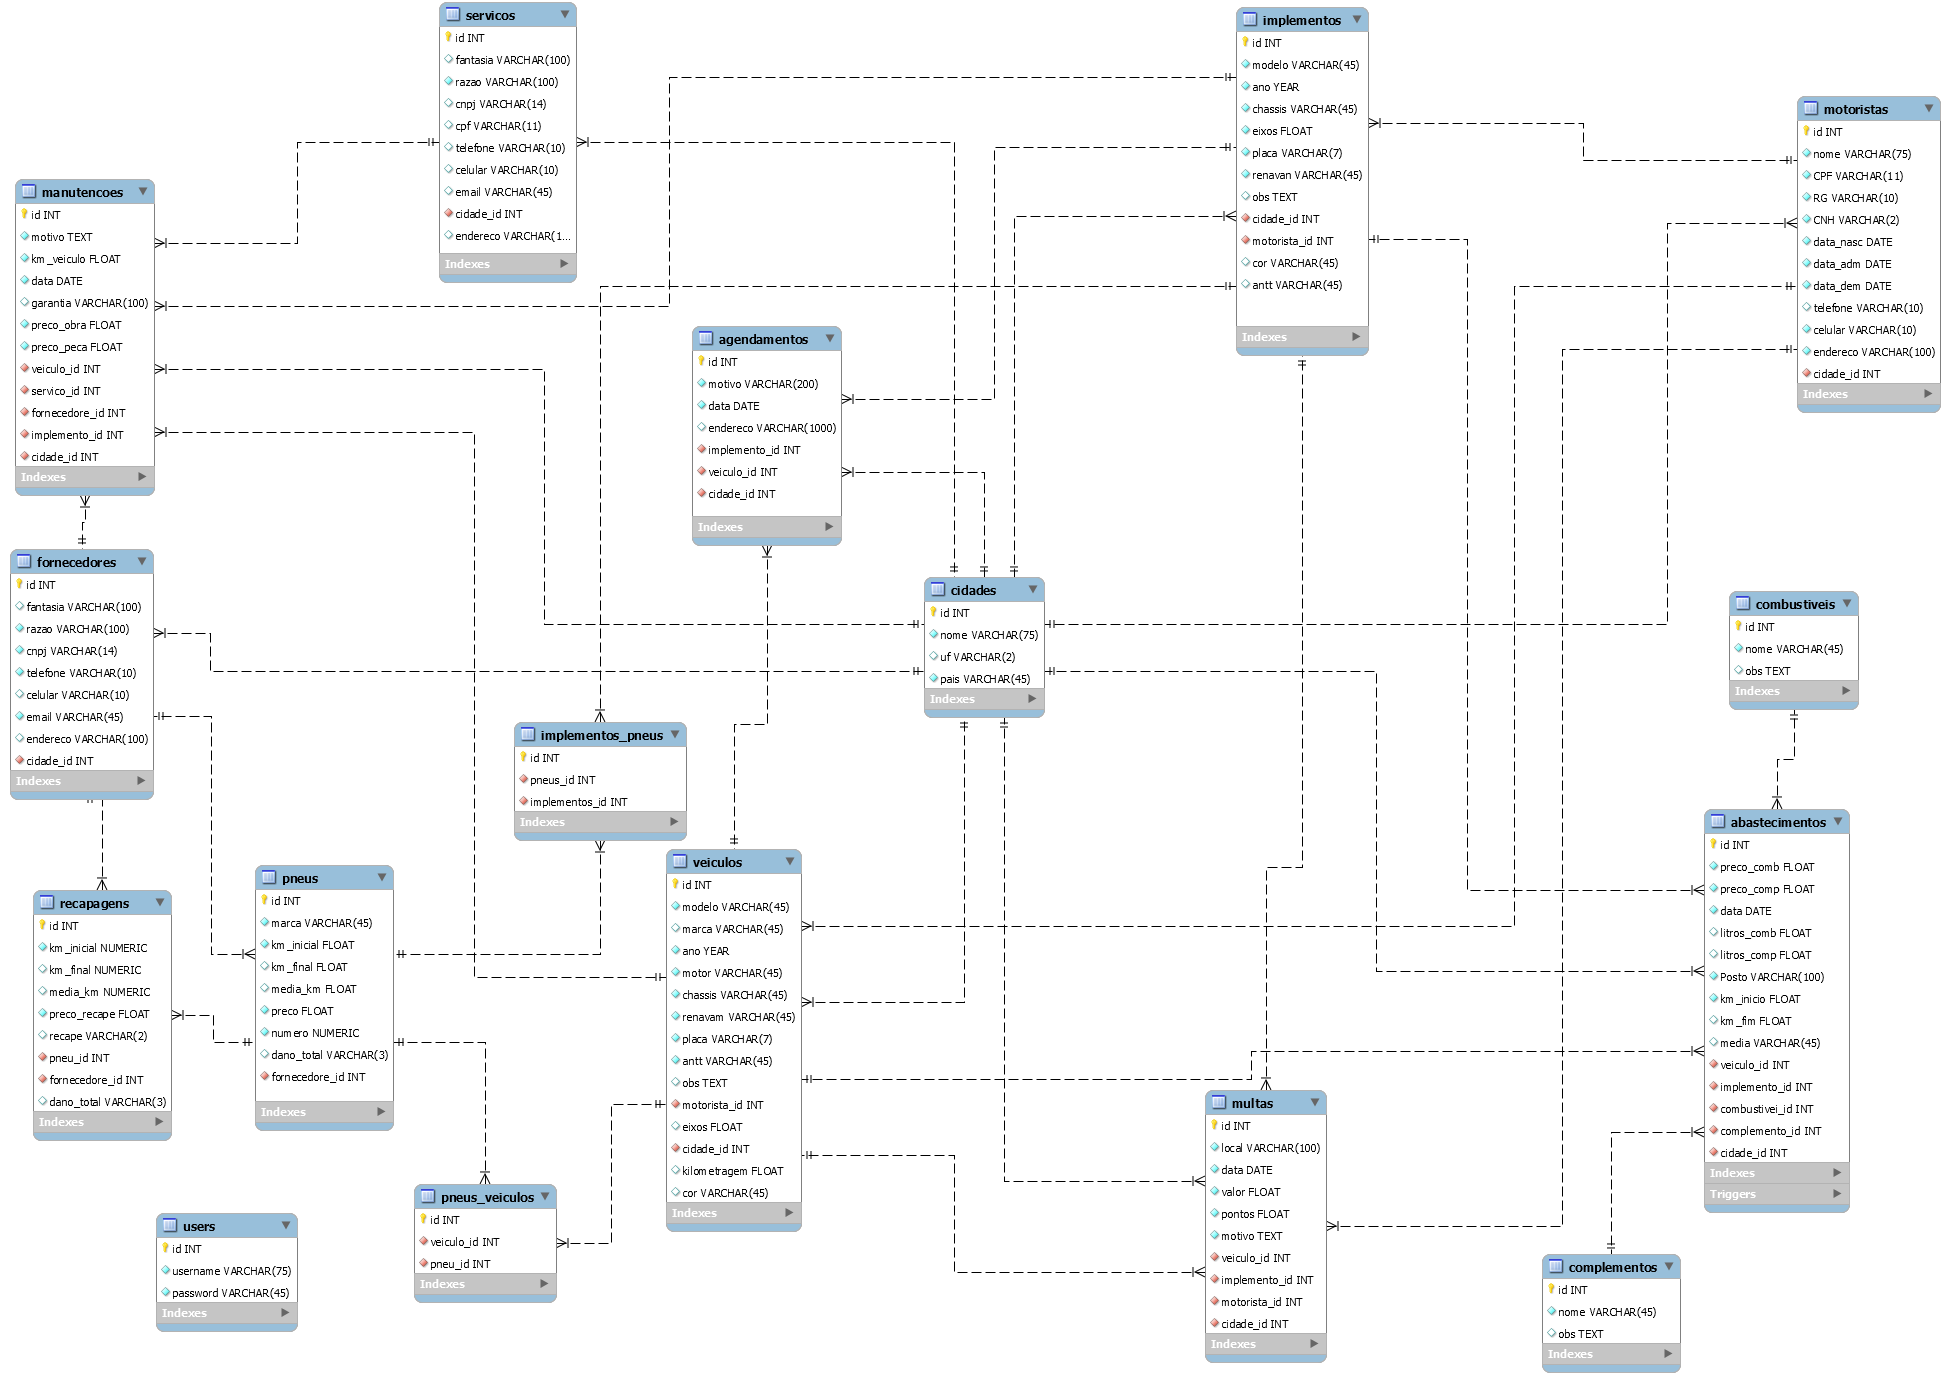 servicos
id INT
fantasia VARCHAR(100)
razao VARCHAR(100)
cnpj VARCHAR(14)
cpf VARCHAR(11)
telefone VARCHAR(10)
celular VARCHAR(10)
email VARCHAR(45)
cidade_id INT
endereco VARCHAR(1...
Indexes
implementos
id INT
modelo VARCHAR(45)
ano YEAR
chassis VARCHAR(45)
eixos FLOAT
placa VARCHAR(7)
renavan VARCHAR(45)
obs TEXT
cidade_id INT
motorista_id INT
cor VARCHAR(45)
antt VARCHAR(45)
Indexes
motoristas
id INT
nome VARCHAR(75)
CPF VARCHAR(11)
RG VARCHAR(10)
CNH VARCHAR(2)
data_nasc DATE
data_adm DATE
data_dem DATE
telefone VARCHAR(10)
celular VARCHAR(10)
endereco VARCHAR(100)
cidade_id INT
Indexes
manutencoes
id INT
motivo TEXT
km_veiculo FLOAT
data DATE
garantia VARCHAR(100)
preco_obra FLOAT
preco_peca FLOAT
veiculo_id INT
servico_id INT
fornecedore_id INT
implemento_id INT
cidade_id INT
Indexes
agendamentos
id INT
motivo VARCHAR(200)
data DATE
endereco VARCHAR(1000)
implemento_id INT
veiculo_id INT
cidade_id INT
Indexes
fornecedores
id INT
fantasia VARCHAR(100)
razao VARCHAR(100)
cnpj VARCHAR(14)
telefone VARCHAR(10)
celular VARCHAR(10)
email VARCHAR(45)
endereco VARCHAR(100)
cidade_id INT
Indexes
cidades
id INT
nome VARCHAR(75)
uf VARCHAR(2)
pais VARCHAR(45)
Indexes
combustiveis
id INT
nome VARCHAR(45)
obs TEXT
Indexes
implementos_pneus
id INT
pneus_id INT
implementos_id INT
Indexes
abastecimentos
id INT
preco_comb FLOAT
preco_comp FLOAT
data DATE
litros_comb FLOAT
litros_comp FLOAT
Posto VARCHAR(100)
km_inicio FLOAT
km_fim FLOAT
media VARCHAR(45)
veiculo_id INT
implemento_id INT
combustivei_id INT
complemento_id INT
cidade_id INT
Indexes
Triggers
veiculos
id INT
modelo VARCHAR(45)
marca VARCHAR(45)
ano YEAR
motor VARCHAR(45)
chassis VARCHAR(45)
renavam VARCHAR(45)
placa VARCHAR(7)
antt VARCHAR(45)
obs TEXT
motorista_id INT
eixos FLOAT
cidade_id INT
kilometragem FLOAT
cor VARCHAR(45)
Indexes
pneus
id INT
marca VARCHAR(45)
km_inicial FLOAT
km_final FLOAT
media_km FLOAT
preco FLOAT
numero NUMERIC
dano_total VARCHAR(3)
fornecedore_id INT
Indexes
recapagens
id INT
km_inicial NUMERIC
km_final NUMERIC
media_km NUMERIC
preco_recape FLOAT
recape VARCHAR(2)
pneu_id INT
fornecedore_id INT
dano_total VARCHAR(3)
Indexes
multas
id INT
local VARCHAR(100)
data DATE
valor FLOAT
pontos FLOAT
motivo TEXT
veiculo_id INT
implemento_id INT
motorista_id INT
cidade_id INT
Indexes
pneus_veiculos
id INT
veiculo_id INT
pneu_id INT
Indexes
users
id INT
username VARCHAR(75)
password VARCHAR(45)
Indexes
complementos
id INT
nome VARCHAR(45)
obs TEXT
Indexes